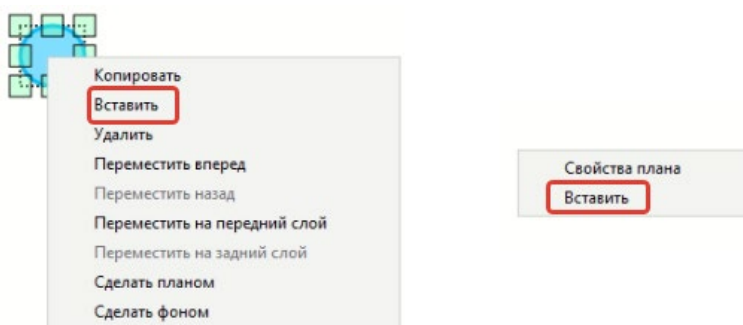 Копировать
Вставить
Удалить
Переместить вперед
Переместить назад
Переместить на передний слой
Переместить на задний слой
Сделать планом
Сделать фоном
Свойства плана
Вставить